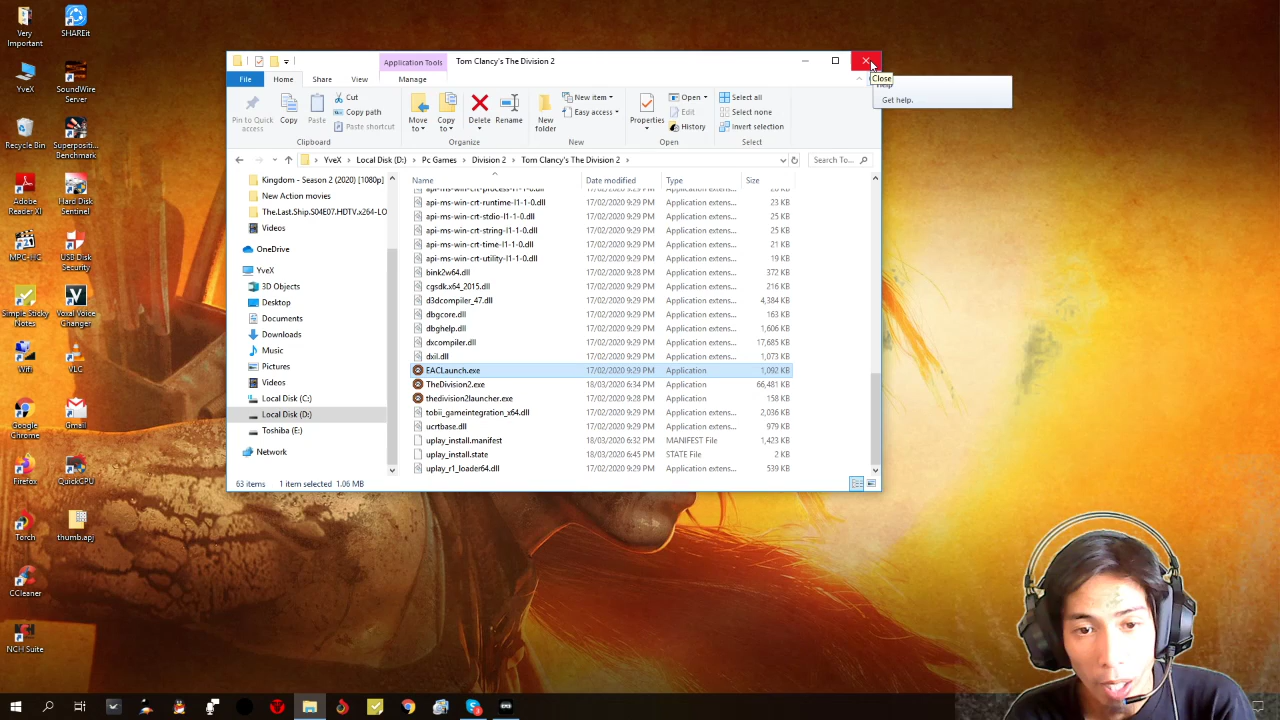 Very Important
SHAREit
YveX
SoundWire Server
Recycle Bin
Superpositi... Benchmark
Adobe Reader XI
Hard Disk Sentinel
MPC-HC
USB Disk Security
Simple Sticky Notes
Voxal Voice Changer
Wifi
VLC
Google Chrome
Gmail
Firefox
QuickCPU
Torch
thumb.apj
CCleaner
NCH Suite
Application Tools
Tom Clancy's The Division 2
File
Home
Share
View
Manage
Close
Help
Get help.
Pin to Quick access
Copy
Paste
Cut
Copy path
Paste shortcut
Clipboard
Move to
Copy to
Delete
Rename
Organize
New folder
New item
Easy access
New
Properties
Open
Edit
History
Open
Select all
Select none
Invert selection
Select
YveX > Local Disk (D:) > Pc Games > Division 2 > Tom Clancy's The Division 2 >
Search To...
Kingdom - Season 2 (2020) [1080p]
New Action movies
The.Last.Ship.S04E07.HDTV.x264-LO
Videos
OneDrive
YveX
3D Objects
Desktop
Documents
Downloads
Music
Pictures
Videos
Local Disk (C:)
Local Disk (D:)
Toshiba (E:)
Network
Name Date modified Type Size
api-ms-win-crt-process-l1-1-0.dll 17/02/2020 9:29 PM Application extens...
api-ms-win-crt-runtime-l1-1-0.dll 17/02/2020 9:29 PM Application extens... 23 KB
api-ms-win-crt-stdio-l1-1-0.dll 17/02/2020 9:29 PM Application extens... 25 KB
api-ms-win-crt-string-l1-1-0.dll 17/02/2020 9:29 PM Application extens... 25 KB
api-ms-win-crt-time-l1-1-0.dll 17/02/2020 9:29 PM Application extens... 21 KB
api-ms-win-crt-utility-l1-1-0.dll 17/02/2020 9:29 PM Application extens... 19 KB
bink2w64.dll 17/02/2020 9:28 PM Application extens... 372 KB
cgsdk.x64_2015.dll 17/02/2020 9:29 PM Application extens... 216 KB
d3dcompiler_47.dll 17/02/2020 9:29 PM Application extens... 4,384 KB
dbgcore.dll 17/02/2020 9:29 PM Application extens... 163 KB
dbghelp.dll 17/02/2020 9:29 PM Application extens... 1,606 KB
dxcompiler.dll 17/02/2020 9:29 PM Application extens... 17,685 KB
dxil.dll 17/02/2020 9:29 PM Application extens... 1,073 KB
EACLaunch.exe 17/02/2020 9:29 PM Application 1,092 KB
TheDivision2.exe 18/03/2020 6:34 PM Application 66,481 KB
thedivision2launcher.exe 17/02/2020 9:28 PM Application 158 KB
tobii_gameintegration_x64.dll 17/02/2020 9:29 PM Application extens... 2,036 KB
ucrtbase.dll 17/02/2020 9:29 PM Application extens... 979 KB
uplay_install.manifest 18/03/2020 6:32 PM MANIFEST File 1,423 KB
uplay_install.state 18/03/2020 6:45 PM STATE File 2 KB
uplay_r1_loader64.dll 17/02/2020 9:29 PM Application extens... 539 KB
63 items 1 item selected 1.06 MB